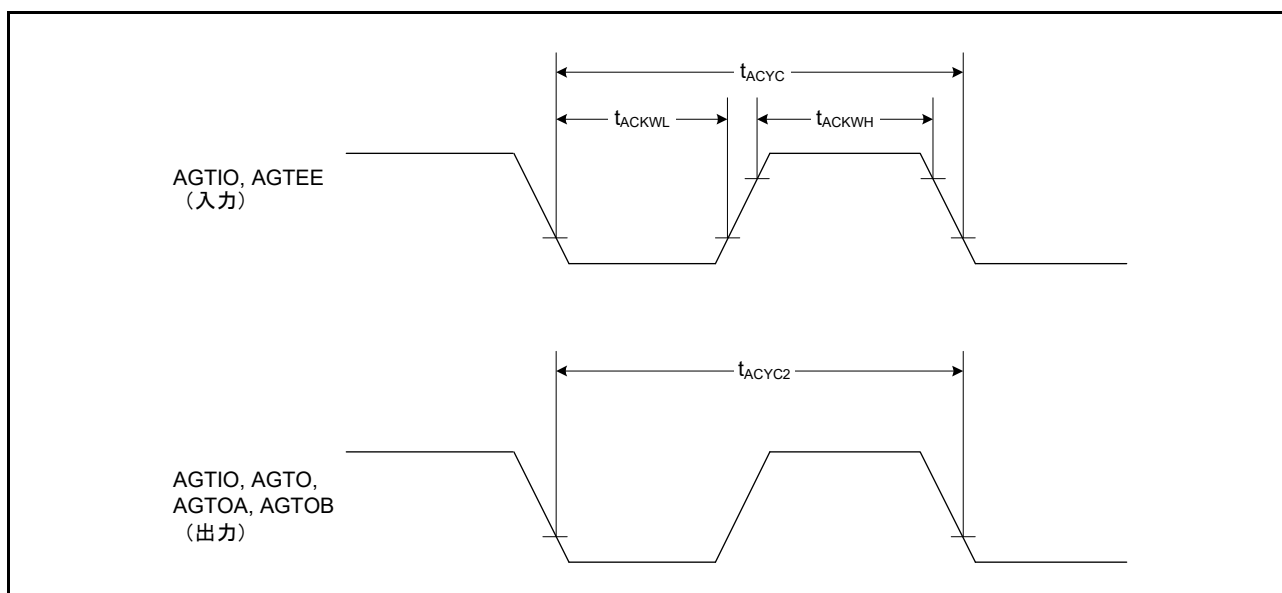 tACYC
tACKWL
tACKWH
AGTIO, AGTEE
（入力）
tACYC2
AGTIO, AGTO,
AGTOA, AGTOB
（出力）